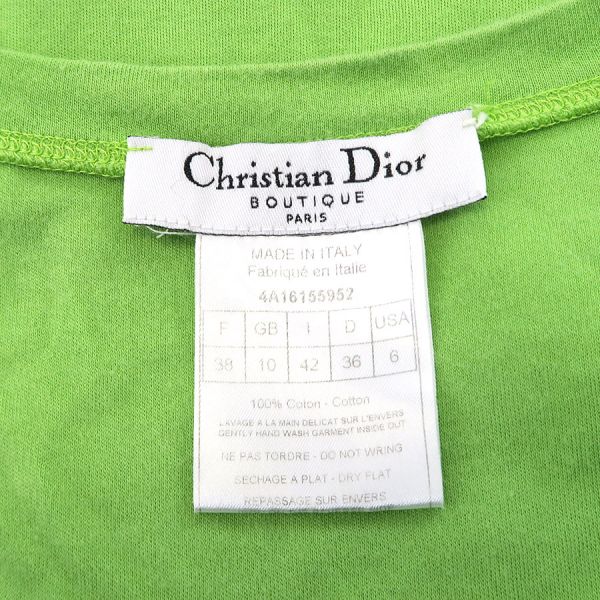 Christian Dior
BOUTIQUE
PARIS
MADE IN ITALY
Fabriqué en Italie
4A16155952
F GB I D USA
38 10 42 36 6
100% Coton - Cotton
LAVAGE A LA MAIN DELICAT SUR L'ENVERS
GENTLY HAND WASH GARMENT INSIDE OUT
NE PAS TORDRE - DO NOT WRING
SECHAGE A PLAT - DRY FLAT
REPASSAGE SUR ENVERS